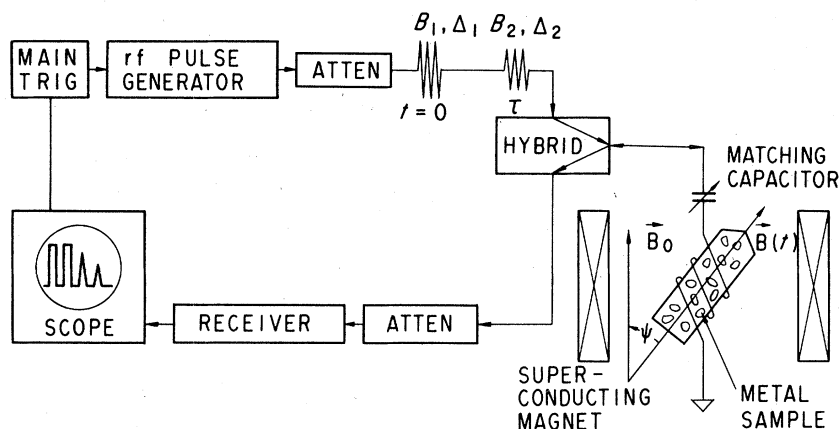 MAIN
TRIG
rf PULSE
GENERATOR
ATTEN
B₁, Δ₁
B₂, Δ₂
t = 0
τ
HYBRID
MATCHING
CAPACITOR
B⃗₀
B⃗(t)
ψ
SCOPE
RECEIVER
ATTEN
SUPER-
CONDUCTING
MAGNET
METAL
SAMPLE